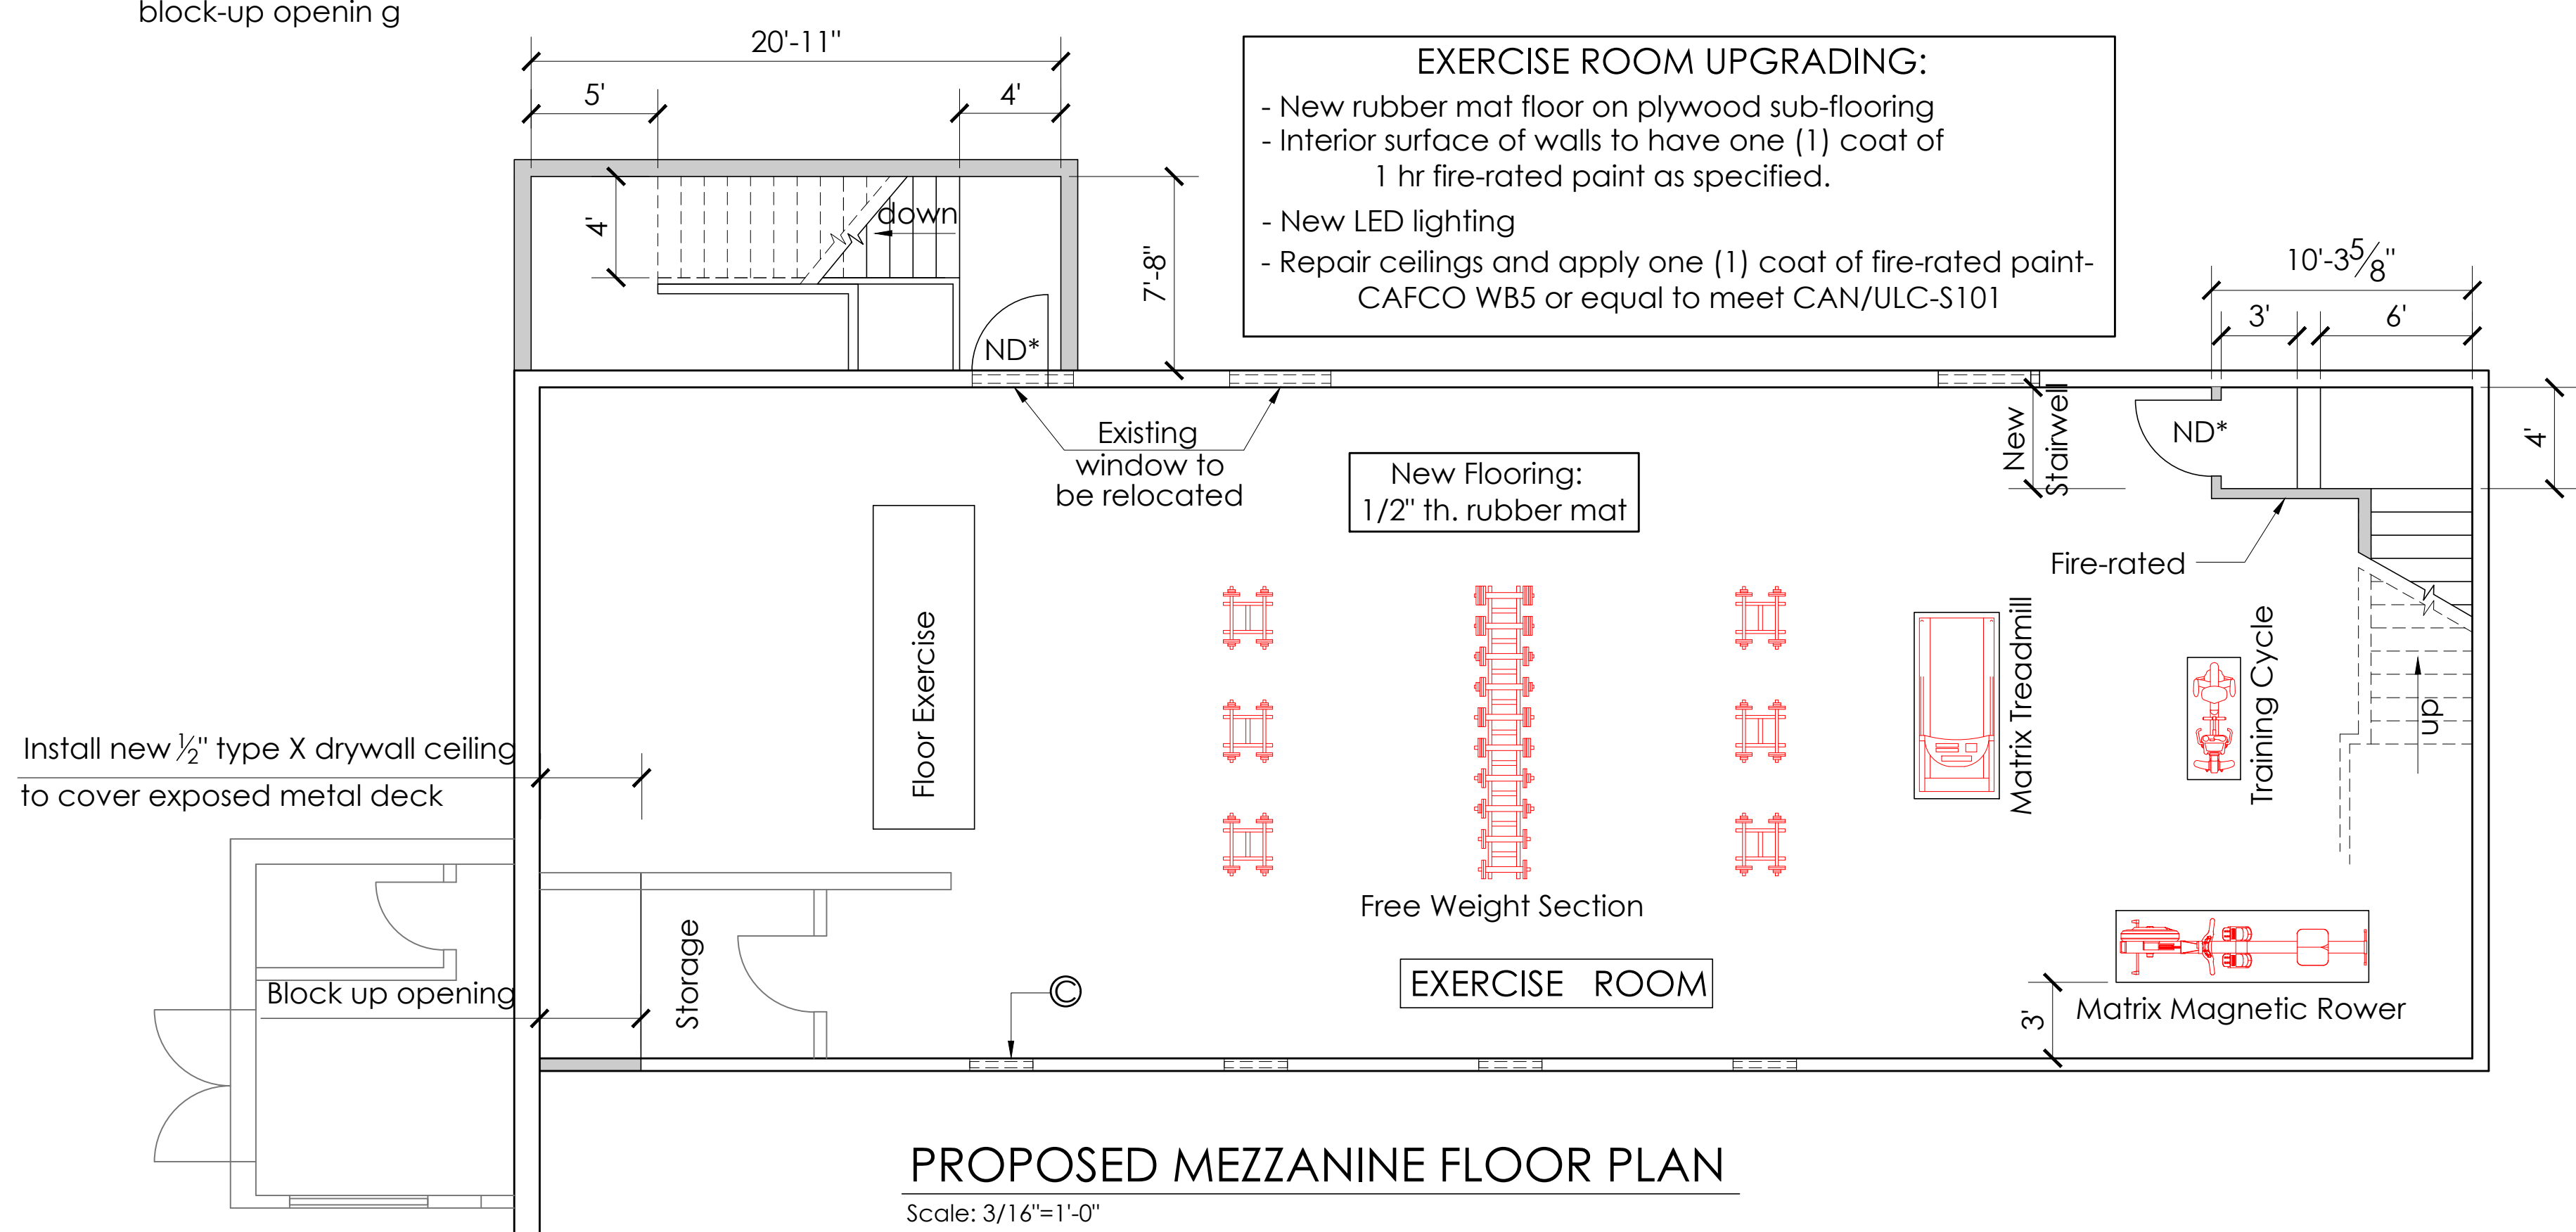 block-up openin g
20'-11"
5'
4'
4'
down
7'-8"
ND*
EXERCISE ROOM UPGRADING:
- New rubber mat floor on plywood sub-flooring
- Interior surface of walls to have one (1) coat of
1 hr fire-rated paint as specified.
- New LED lighting
- Repair ceilings and apply one (1) coat of fire-rated paint-
CAFCO WB5 or equal to meet CAN/ULC-S101
10'-3 5/8"
3'
6'
4'
ND*
New
Stairwell
Existing
window to
be relocated
New Flooring:
1/2" th. rubber mat
Fire-rated
Floor Exercise
Matrix Treadmill
Training Cycle
up
Install new ½" type X drywall ceiling
to cover exposed metal deck
Free Weight Section
Storage
Block up opening
©
EXERCISE ROOM
3'
Matrix Magnetic Rower
PROPOSED MEZZANINE FLOOR PLAN
Scale: 3/16"=1'-0"